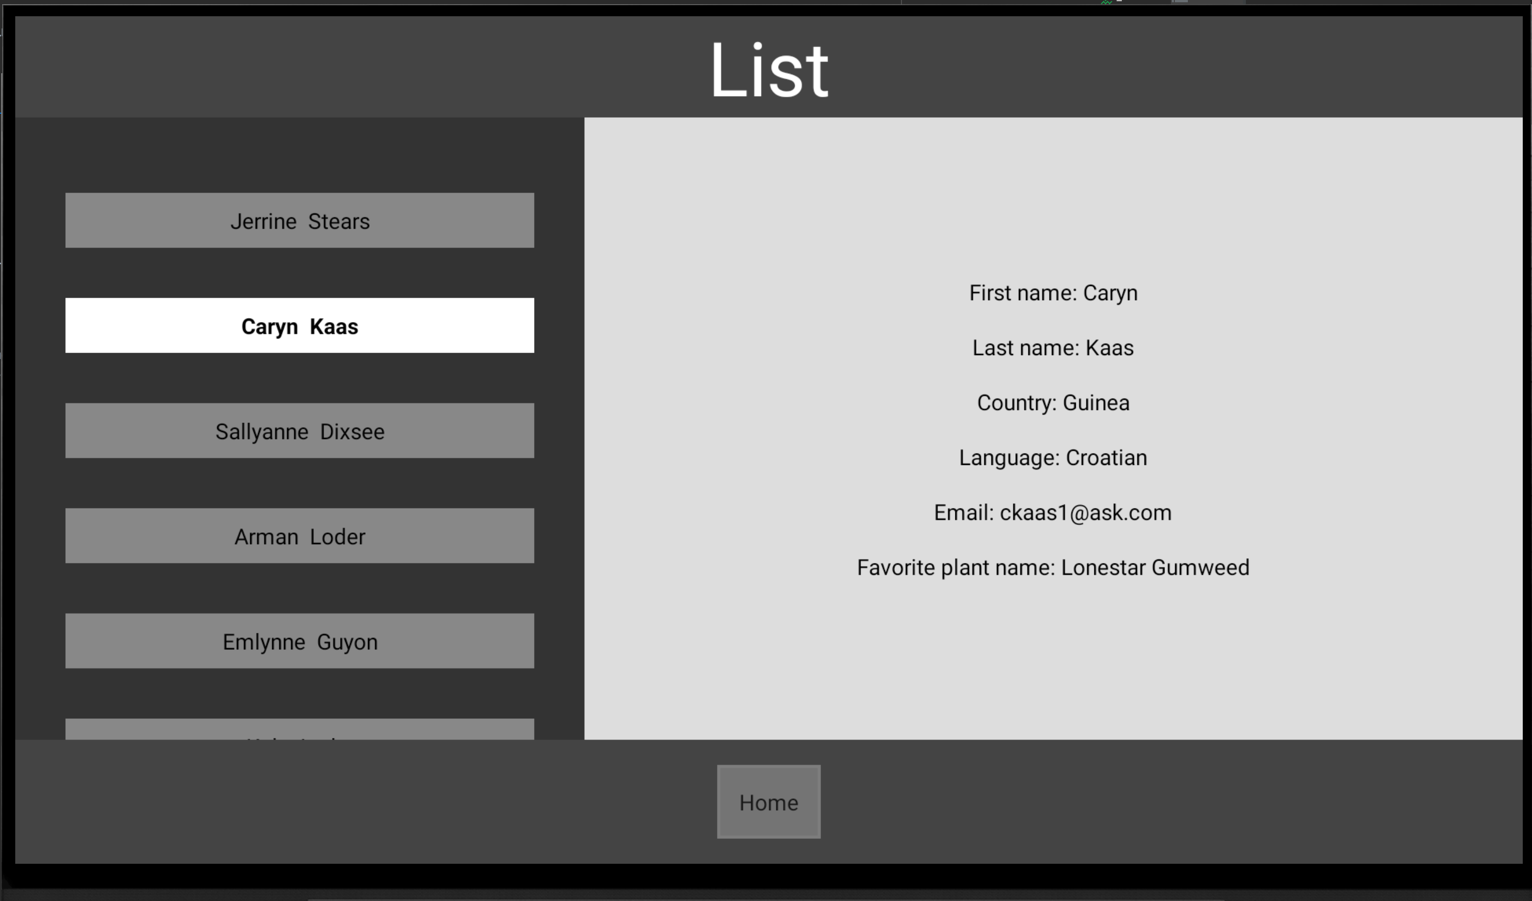 List
Jerrine Stears
Caryn Kaas
Sallyanne Dixsee
Arman Loder
Emlynne Guyon
First name: Caryn
Last name: Kaas
Country: Guinea
Language: Croatian
Email: ckaas1@ask.com
Favorite plant name: Lonestar Gumweed
Home